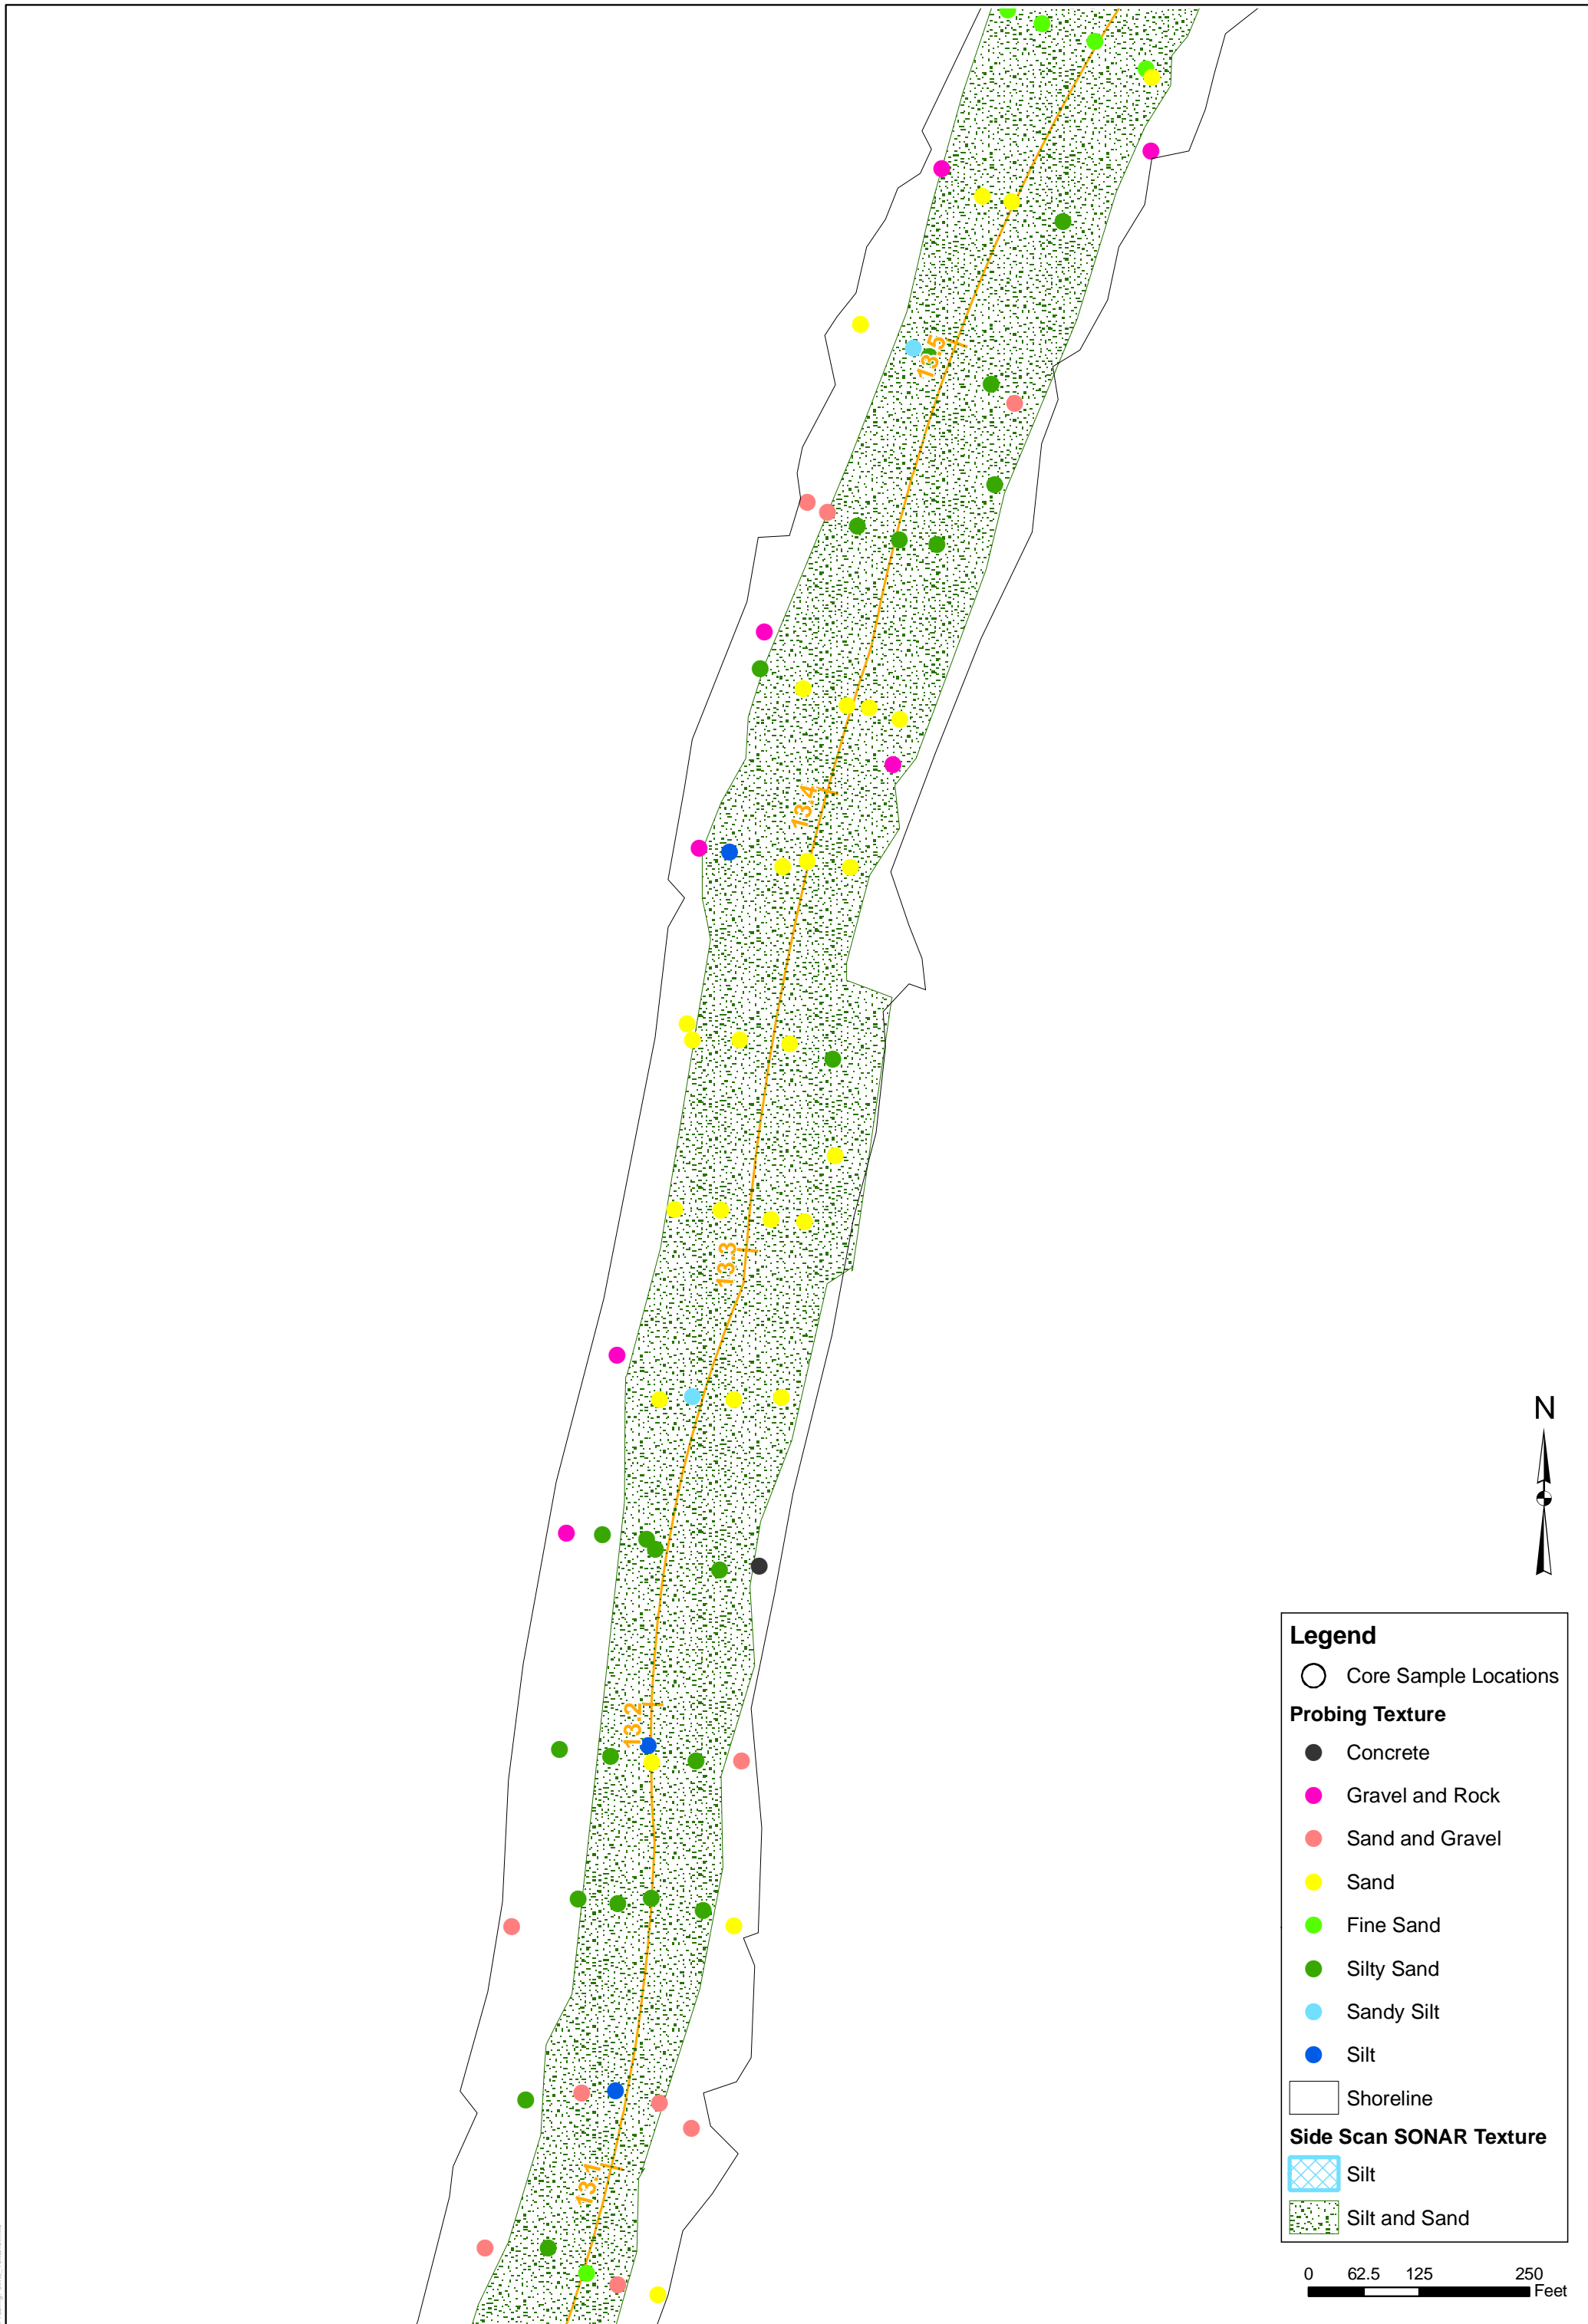 13.5
13.4
13.3
13.2
13.1
N
Legend
Core Sample Locations
Probing Texture
Concrete
Gravel and Rock
Sand and Gravel
Sand
Fine Sand
Silty Sand
Sandy Silt
Silt
Shoreline
Side Scan SONAR Texture
Silt
Silt and Sand
0 62.5 125 250
Feet